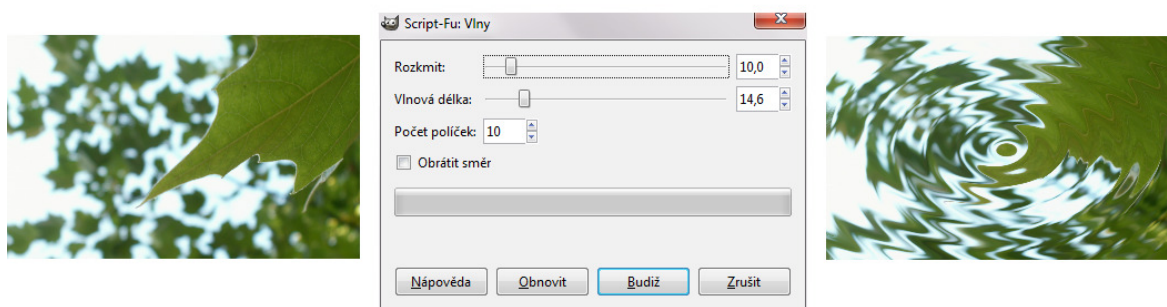 Script-Fu: Vlny
Rozkmit: 10,0
Vlnová délka: 14,6
Počet políček: 10
Obrátit směr
Nápověda Obnovit Budiž Zrušit